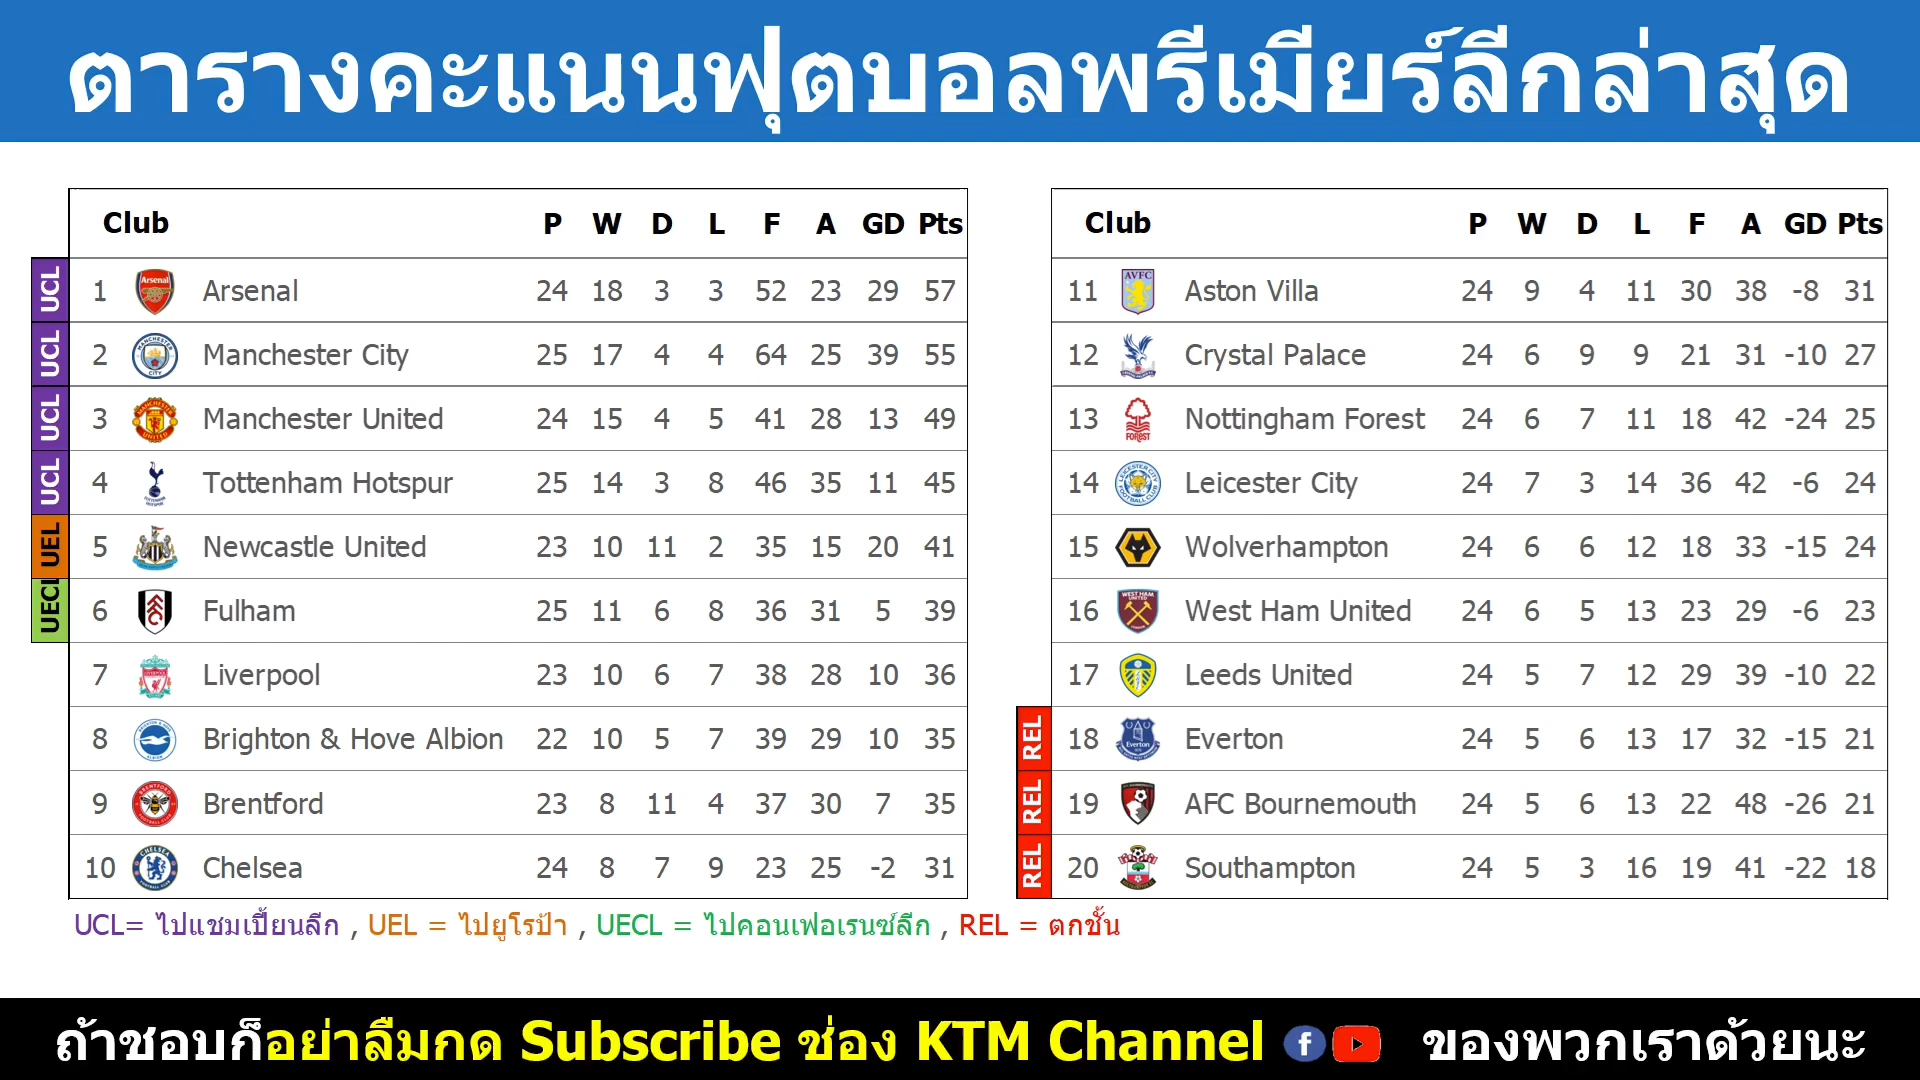 ตารางคะแนนฟุตบอลพรีเมียร์ลีกล่าสุด
Club P W D L F A GD Pts
UCL 1 Arsenal 24 18 3 3 52 23 29 57
UCL 2 Manchester City 25 17 4 4 64 25 39 55
UCL 3 Manchester United 24 15 4 5 41 28 13 49
UCL 4 Tottenham Hotspur 25 14 3 8 46 35 11 45
UEL 5 Newcastle United 23 10 11 2 35 15 20 41
UECL 6 Fulham 25 11 6 8 36 31 5 39
7 Liverpool 23 10 6 7 38 28 10 36
8 Brighton & Hove Albion 22 10 5 7 39 29 10 35
9 Brentford 23 8 11 4 37 30 7 35
10 Chelsea 24 8 7 9 23 25 -2 31
Club P W D L F A GD Pts
11 Aston Villa 24 9 4 11 30 38 -8 31
12 Crystal Palace 24 6 9 9 21 31 -10 27
13 Nottingham Forest 24 6 7 11 18 42 -24 25
14 Leicester City 24 7 3 14 36 42 -6 24
15 Wolverhampton 24 6 6 12 18 33 -15 24
16 West Ham United 24 6 5 13 23 29 -6 23
17 Leeds United 24 5 7 12 29 39 -10 22
REL 18 Everton 24 5 6 13 17 32 -15 21
REL 19 AFC Bournemouth 24 5 6 13 22 48 -26 21
REL 20 Southampton 24 5 3 16 19 41 -22 18
UCL= ไปแชมเปี้ยนลีก , UEL = ไปยูโรป้า , UECL = ไปคอนเฟอเรนซ์ลีก , REL = ตกชั้น
ถ้าชอบก็อย่าลืมกด Subscribe ช่อง KTM Channel ของพวกเราด้วยนะ